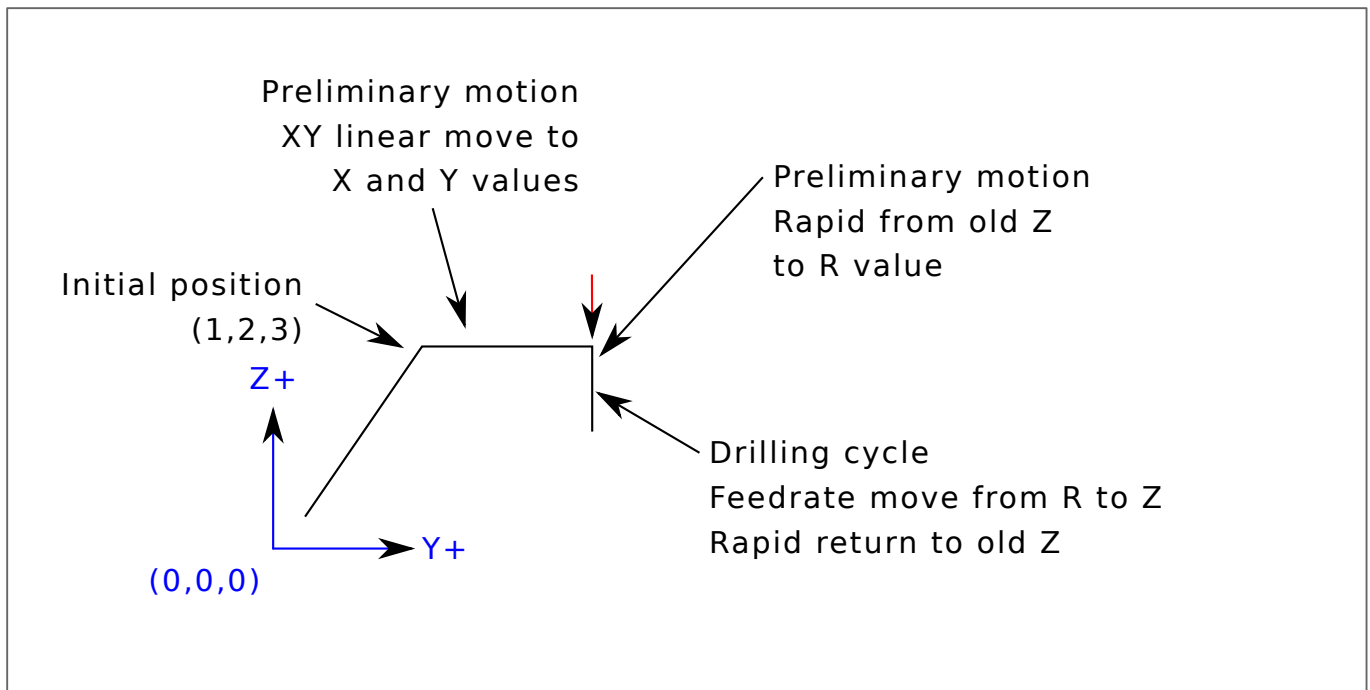 Preliminary motion
XY linear move to
X and Y values
Preliminary motion
Rapid from old Z
to R value
Initial position
(1,2,3)
Z+
Drilling cycle
Feedrate move from R to Z
Rapid return to old Z
Y+
(0,0,0)